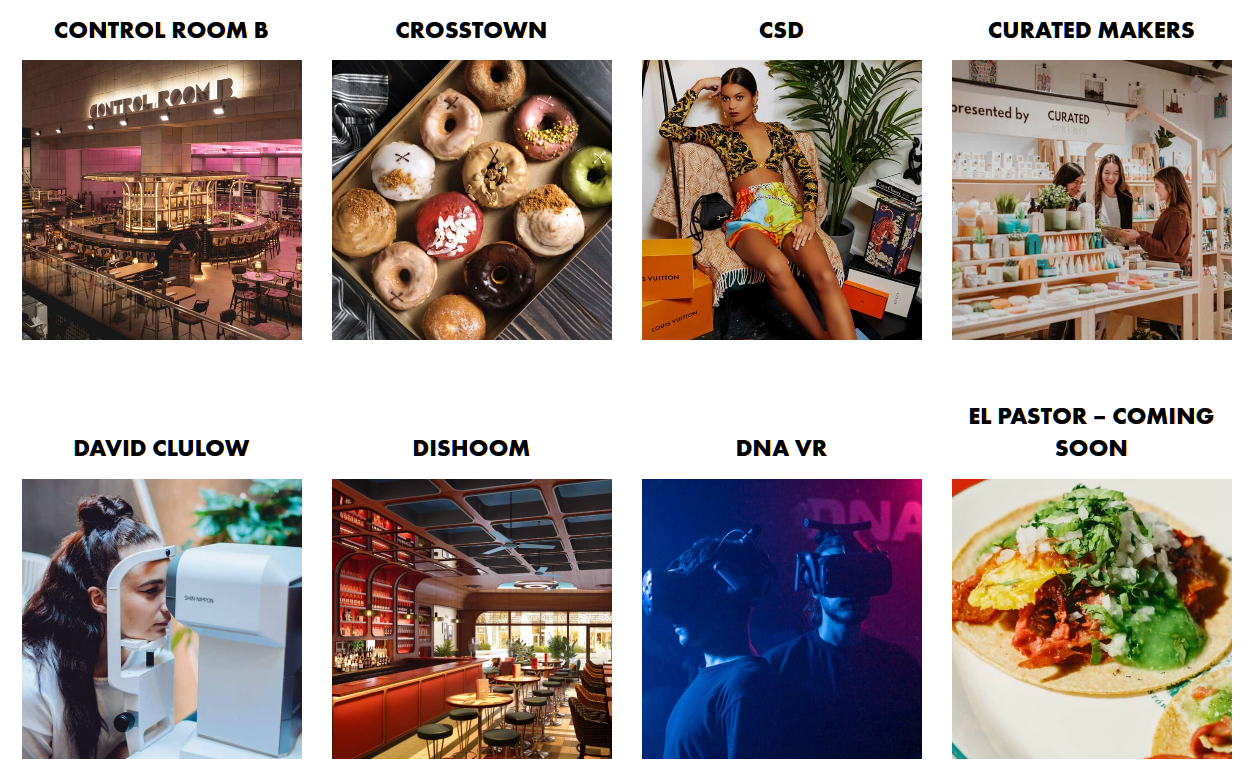 CONTROL ROOM B
CROSSTOWN
CSD
CURATED MAKERS
CONTROL ROOM B
presented by
CURATED
LOUIS VUITTON
VUITTON
DAVID CLULOW
DISHOOM
DNA VR
EL PASTOR – COMING
SOON
SHIN NIPPON
DNA